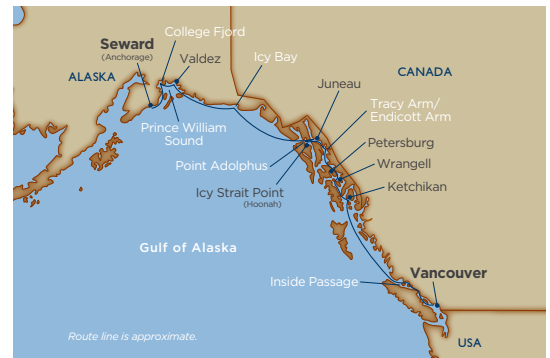 College Fjord
Seward
(Anchorage)
Valdez
Icy Bay
ALASKA
CANADA
Juneau
Tracy Arm/
Endicott Arm
Prince William
Sound
Petersburg
Point Adolphus
Wrangell
Icy Strait Point
(Hoonah)
Ketchikan
Gulf of Alaska
Vancouver
Inside Passage
Route line is approximate.
USA